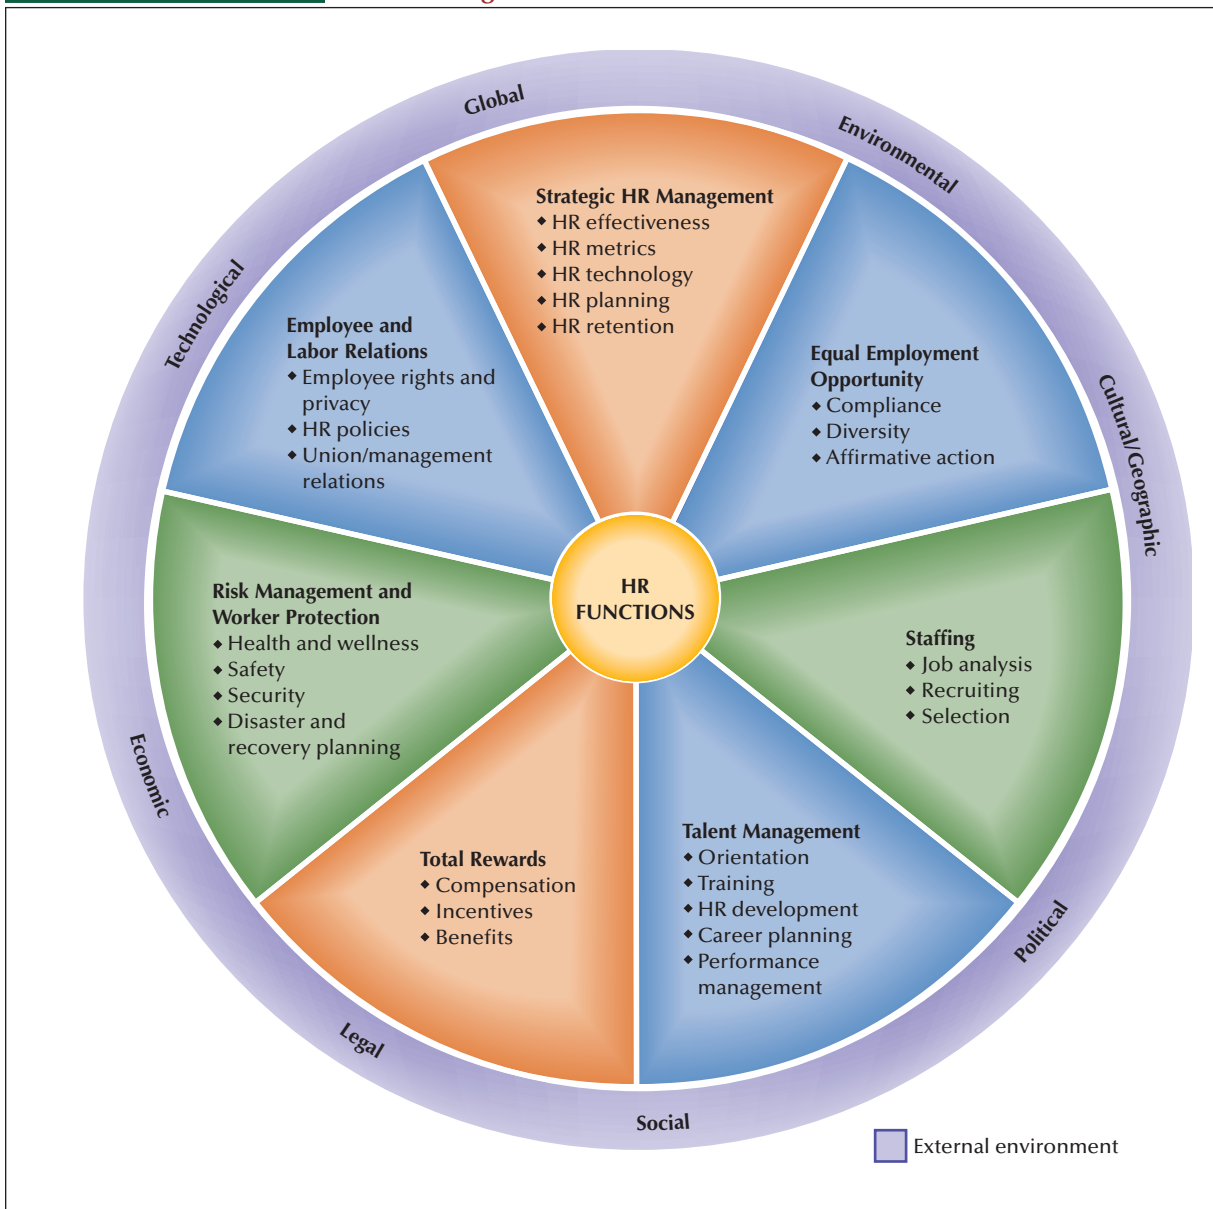 Global
Environmental
Cultural/Geographic
Political
Social
Legal
Economic
Technological
Strategic HR Management
◆ HR effectiveness
◆ HR metrics
◆ HR technology
◆ HR planning
◆ HR retention
Equal Employment
Opportunity
◆ Compliance
◆ Diversity
◆ Affirmative action
Staffing
◆ Job analysis
◆ Recruiting
◆ Selection
Talent Management
◆ Orientation
◆ Training
◆ HR development
◆ Career planning
◆ Performance
management
Total Rewards
◆ Compensation
◆ Incentives
◆ Benefits
Risk Management and
Worker Protection
◆ Health and wellness
◆ Safety
◆ Security
◆ Disaster and
recovery planning
Employee and
Labor Relations
◆ Employee rights and
privacy
◆ HR policies
◆ Union/management
relations
HR
FUNCTIONS
External environment